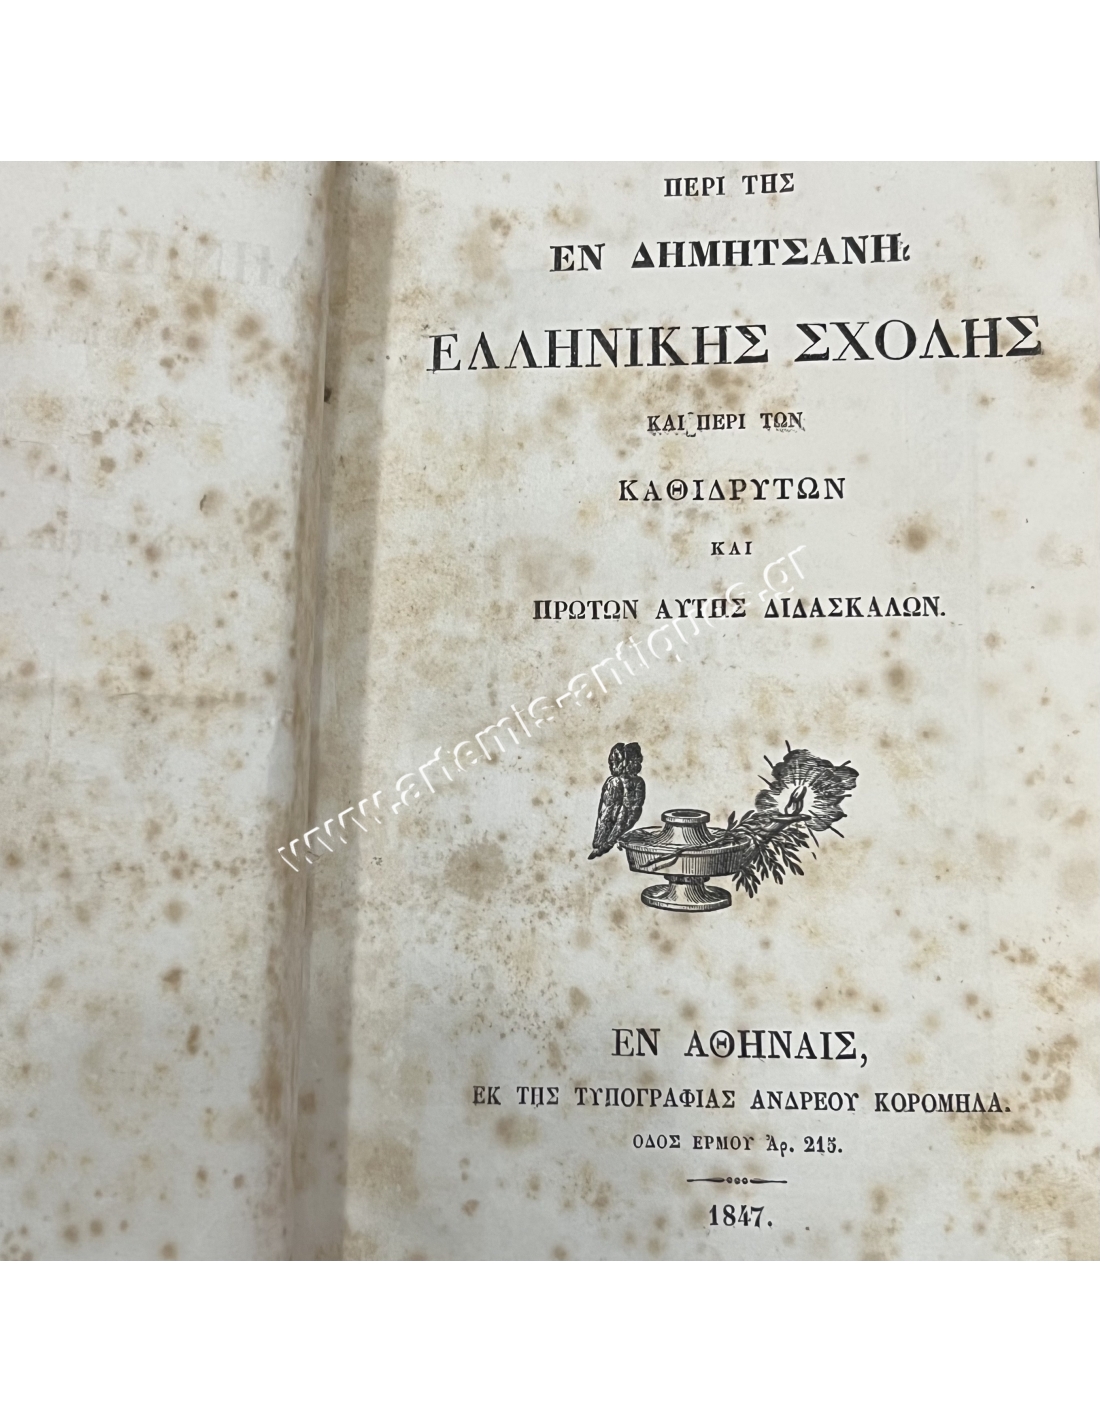 ΠΕΡΙ ΤΗΣ
ΕΝ ΔΗΜΗΤΣΑΝΗι
ΕΛΛΗΝΙΚΗΣ ΣΧΟΛΗΣ
ΚΑΙ ΠΕΡΙ ΤΩΝ
ΚΑΘΙΔΡΥΤΩΝ
ΚΑΙ
ΠΡΩΤΩΝ ΑΥΤΗΣ ΔΙΔΑΣΚΑΛΩΝ.
www.artemis-antiques.gr
ΕΝ ΑΘΗΝΑΙΣ,
ΕΚ ΤΗΣ ΤΥΠΟΓΡΑΦΙΑΣ ΑΝΔΡΕΟΥ ΚΟΡΟΜΗΛΑ.
ΟΔΟΣ ΕΡΜΟΥ Ἀρ. 215.
1847.